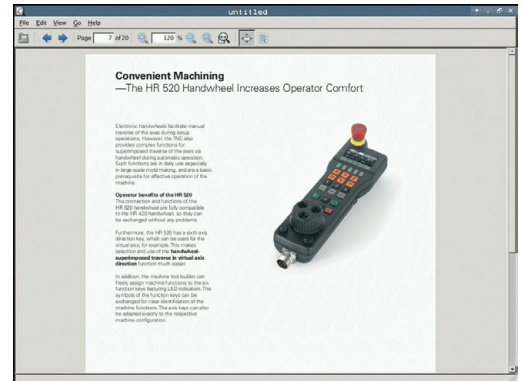 untitled
File Edit View Go Help
Page 7 of 20 120 %
Convenient Machining
—The HR 520 Handwheel Increases Operator Comfort
Electronic handwheels facilitate manual
traverse of the axes during setup
operations. However, the TNC also
provides complex functions for
superimposed traverse of the axes via
handwheel during automatic operation.
Such functions are in daily use especially
in large-scale mold making, and are a basic
prerequisite for effective operation of the
machine.
Operator benefits of the HR 520
The connection and functions of the
HR 520 handwheel are fully compatible
to the HR 420 handwheel, so they can
be exchanged without any problems.
Furthermore, the HR 520 has a sixth axis
direction key, which can be used for the
virtual axis, for example. This makes
selection and use of the handwheel-
superimposed traverse in virtual axis
direction function much easier.
In addition, the machine tool builder can
freely assign machine functions to the six
function keys featuring LED indicators. The
symbols of the function keys can be
exchanged for clear identification of the
machine functions. The axis keys can also
be adapted exactly to the respective
machine configuration.